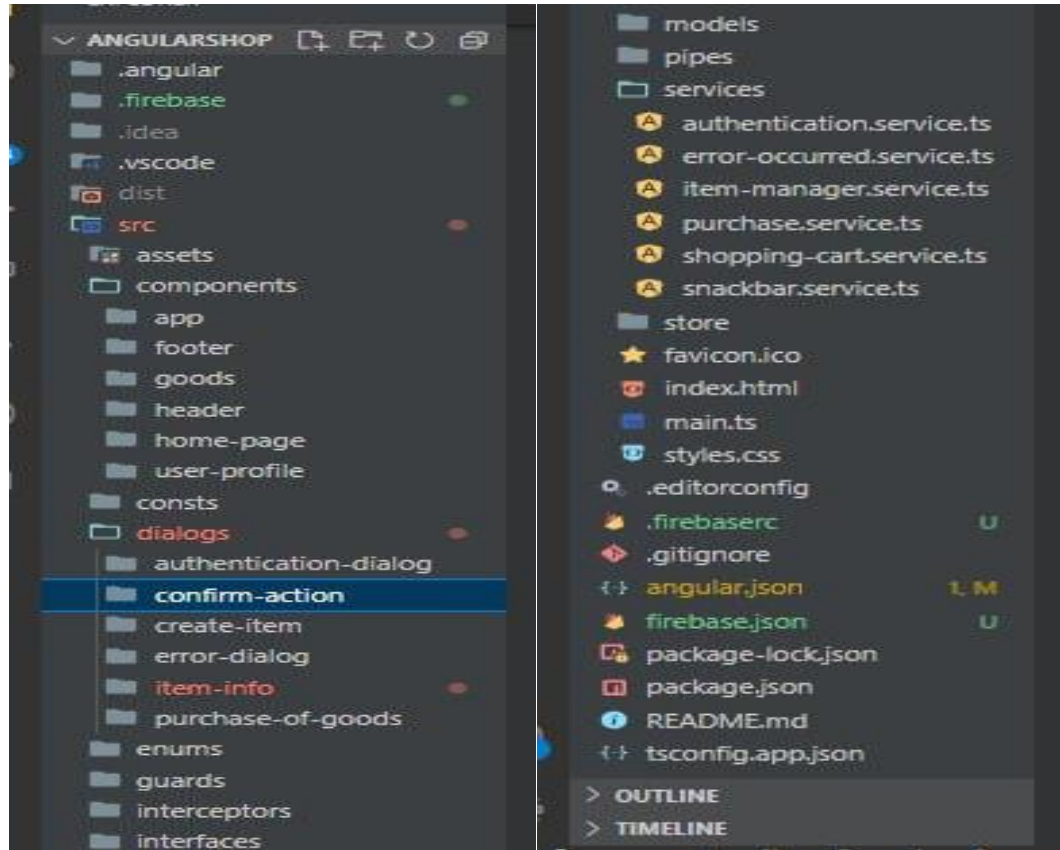 ANGULARSHOP
.angular
.firebase
.idea
.vscode
dist
src
assets
components
app
footer
goods
header
home-page
user-profile
consts
dialogs
authentication-dialog
confirm-action
create-item
error-dialog
item-info
purchase-of-goods
enums
guards
interceptors
interfaces
models
pipes
services
authentication.service.ts
error-occurred.service.ts
item-manager.service.ts
purchase.service.ts
shopping-cart.service.ts
snackbar.service.ts
store
favicon.ico
index.html
main.ts
styles.css
.editorconfig
.firebaserc U
.gitignore
angular.json 1, M
firebase.json U
package-lock.json
package.json
README.md
tsconfig.app.json
OUTLINE
TIMELINE